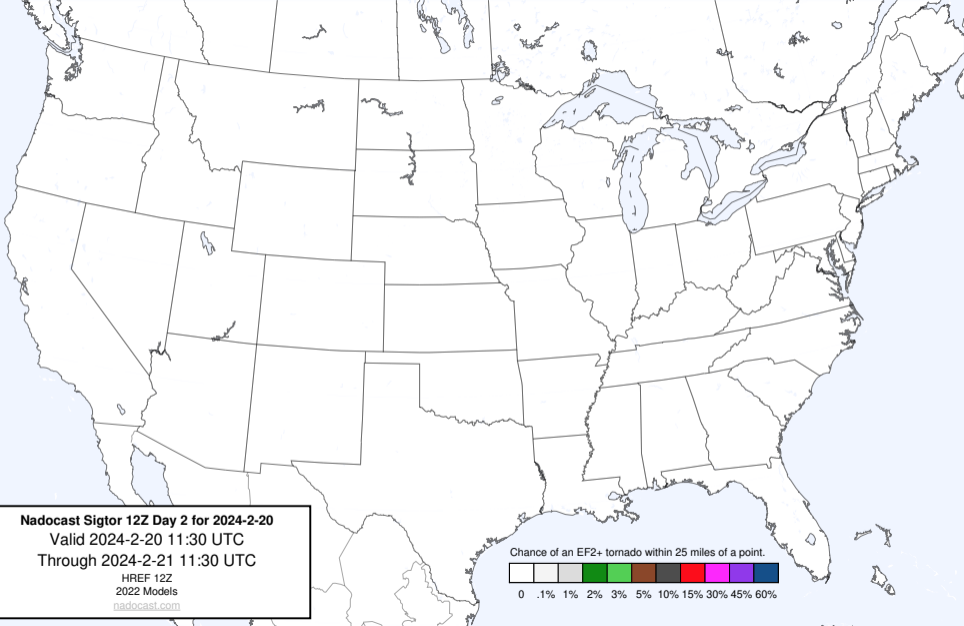 Nadocast Sigtor 12Z Day 2 for 2024-2-20
Valid 2024-2-20 11:30 UTC
Through 2024-2-21 11:30 UTC
HREF 12Z
2022 Models
nadocast.com
Chance of an EF2+ tornado within 25 miles of a point.
0 .1% 1% 2% 3% 5% 10% 15% 30% 45% 60%